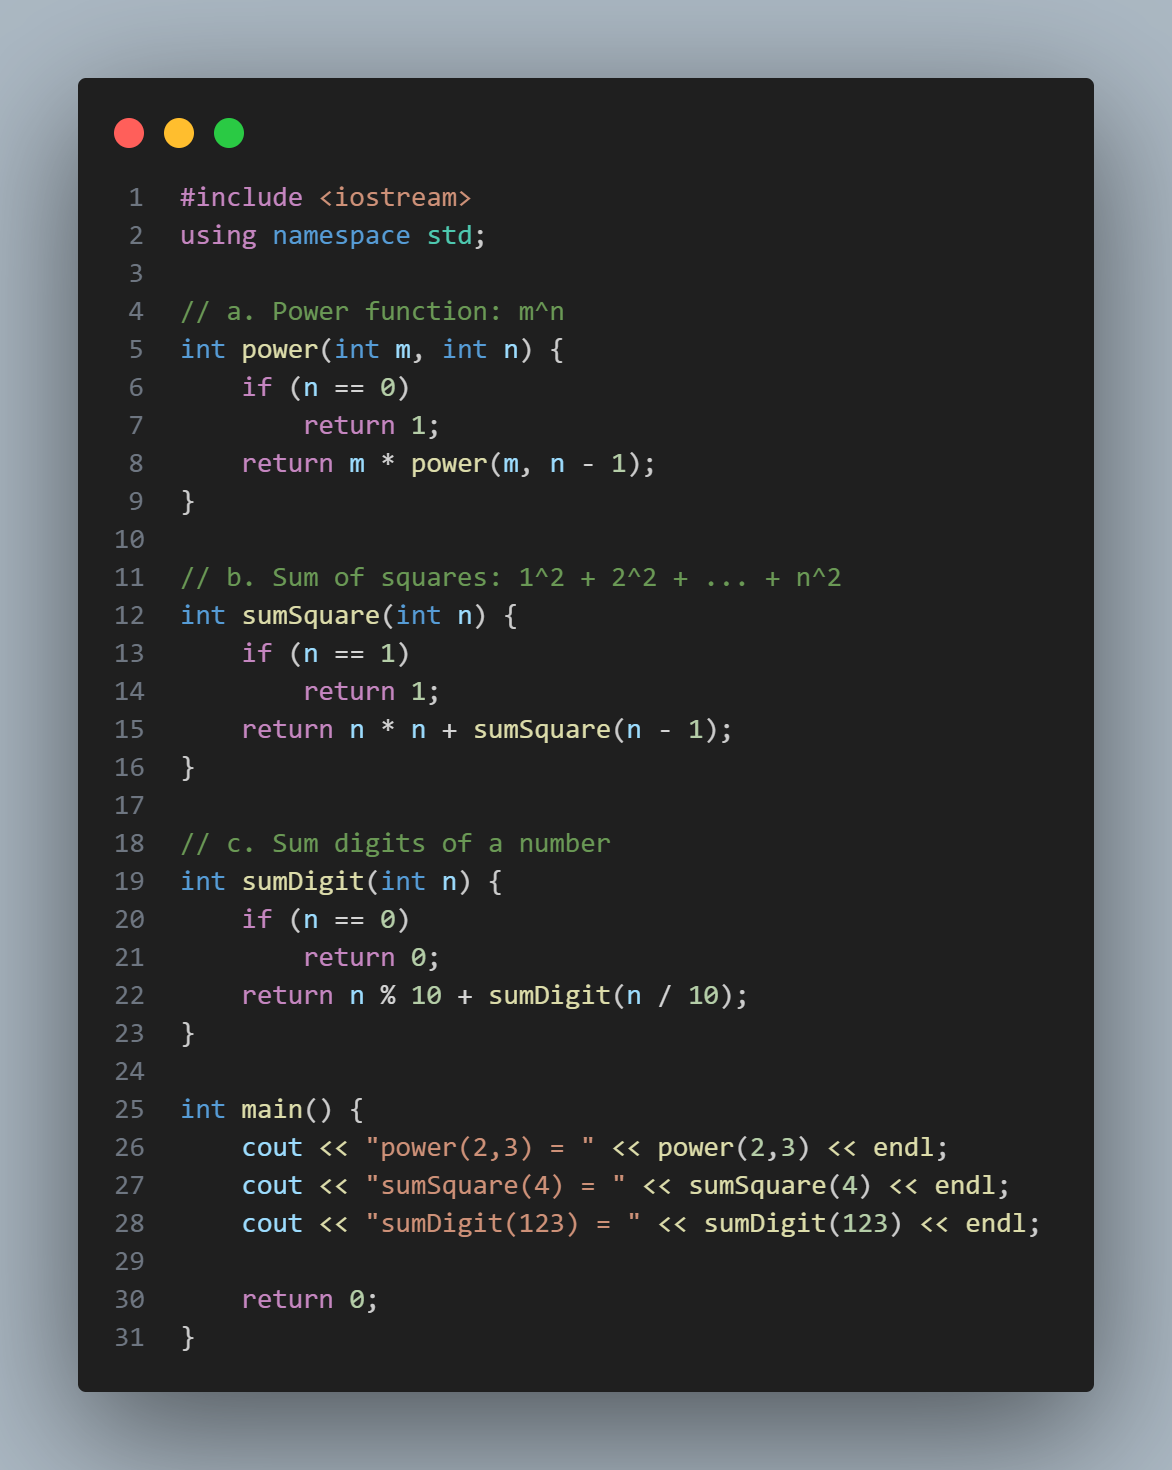 1 #include <iostream>
2 using namespace std;
3
4 // a. Power function: m^n
5 int power(int m, int n) {
6     if (n == 0)
7         return 1;
8     return m * power(m, n - 1);
9 }
10
11 // b. Sum of squares: 1^2 + 2^2 + ... + n^2
12 int sumSquare(int n) {
13     if (n == 1)
14         return 1;
15     return n * n + sumSquare(n - 1);
16 }
17
18 // c. Sum digits of a number
19 int sumDigit(int n) {
20     if (n == 0)
21         return 0;
22     return n % 10 + sumDigit(n / 10);
23 }
24
25 int main() {
26     cout << "power(2,3) = " << power(2,3) << endl;
27     cout << "sumSquare(4) = " << sumSquare(4) << endl;
28     cout << "sumDigit(123) = " << sumDigit(123) << endl;
29
30     return 0;
31 }